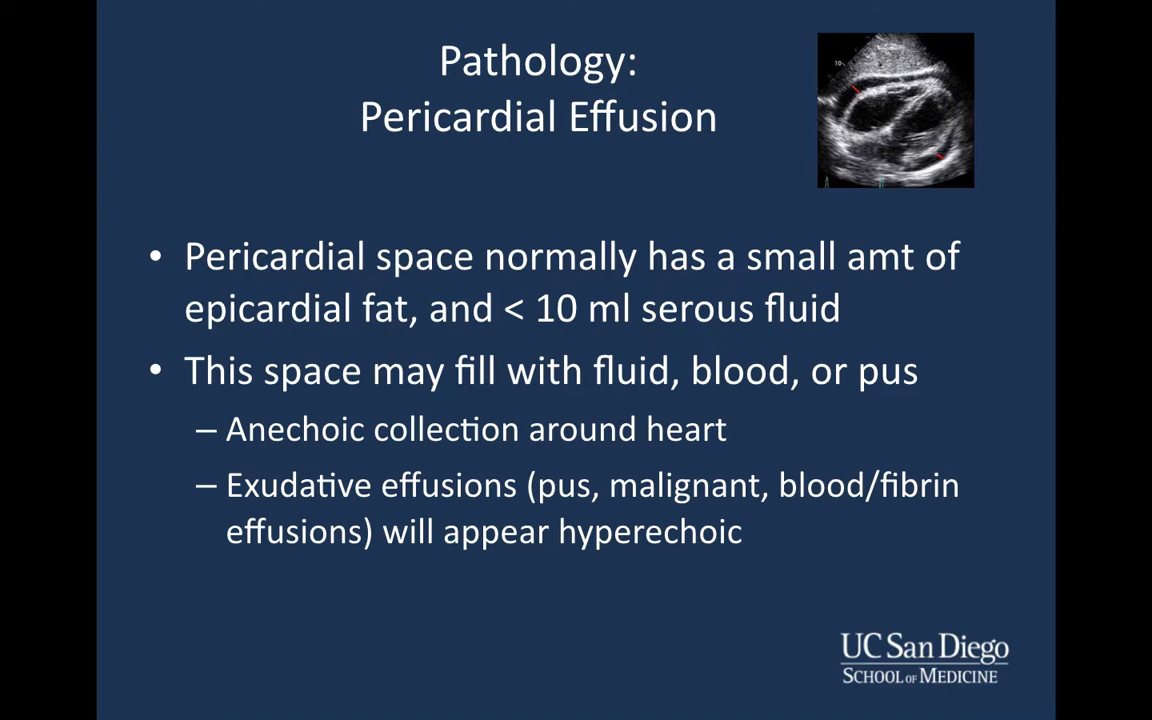 Pathology:
Pericardial Effusion
10
• Pericardial space normally has a small amt of
epicardial fat, and < 10 ml serous fluid
• This space may fill with fluid, blood, or pus
– Anechoic collection around heart
– Exudative effusions (pus, malignant, blood/fibrin
effusions) will appear hyperechoic
UC San Diego
SCHOOL OF MEDICINE